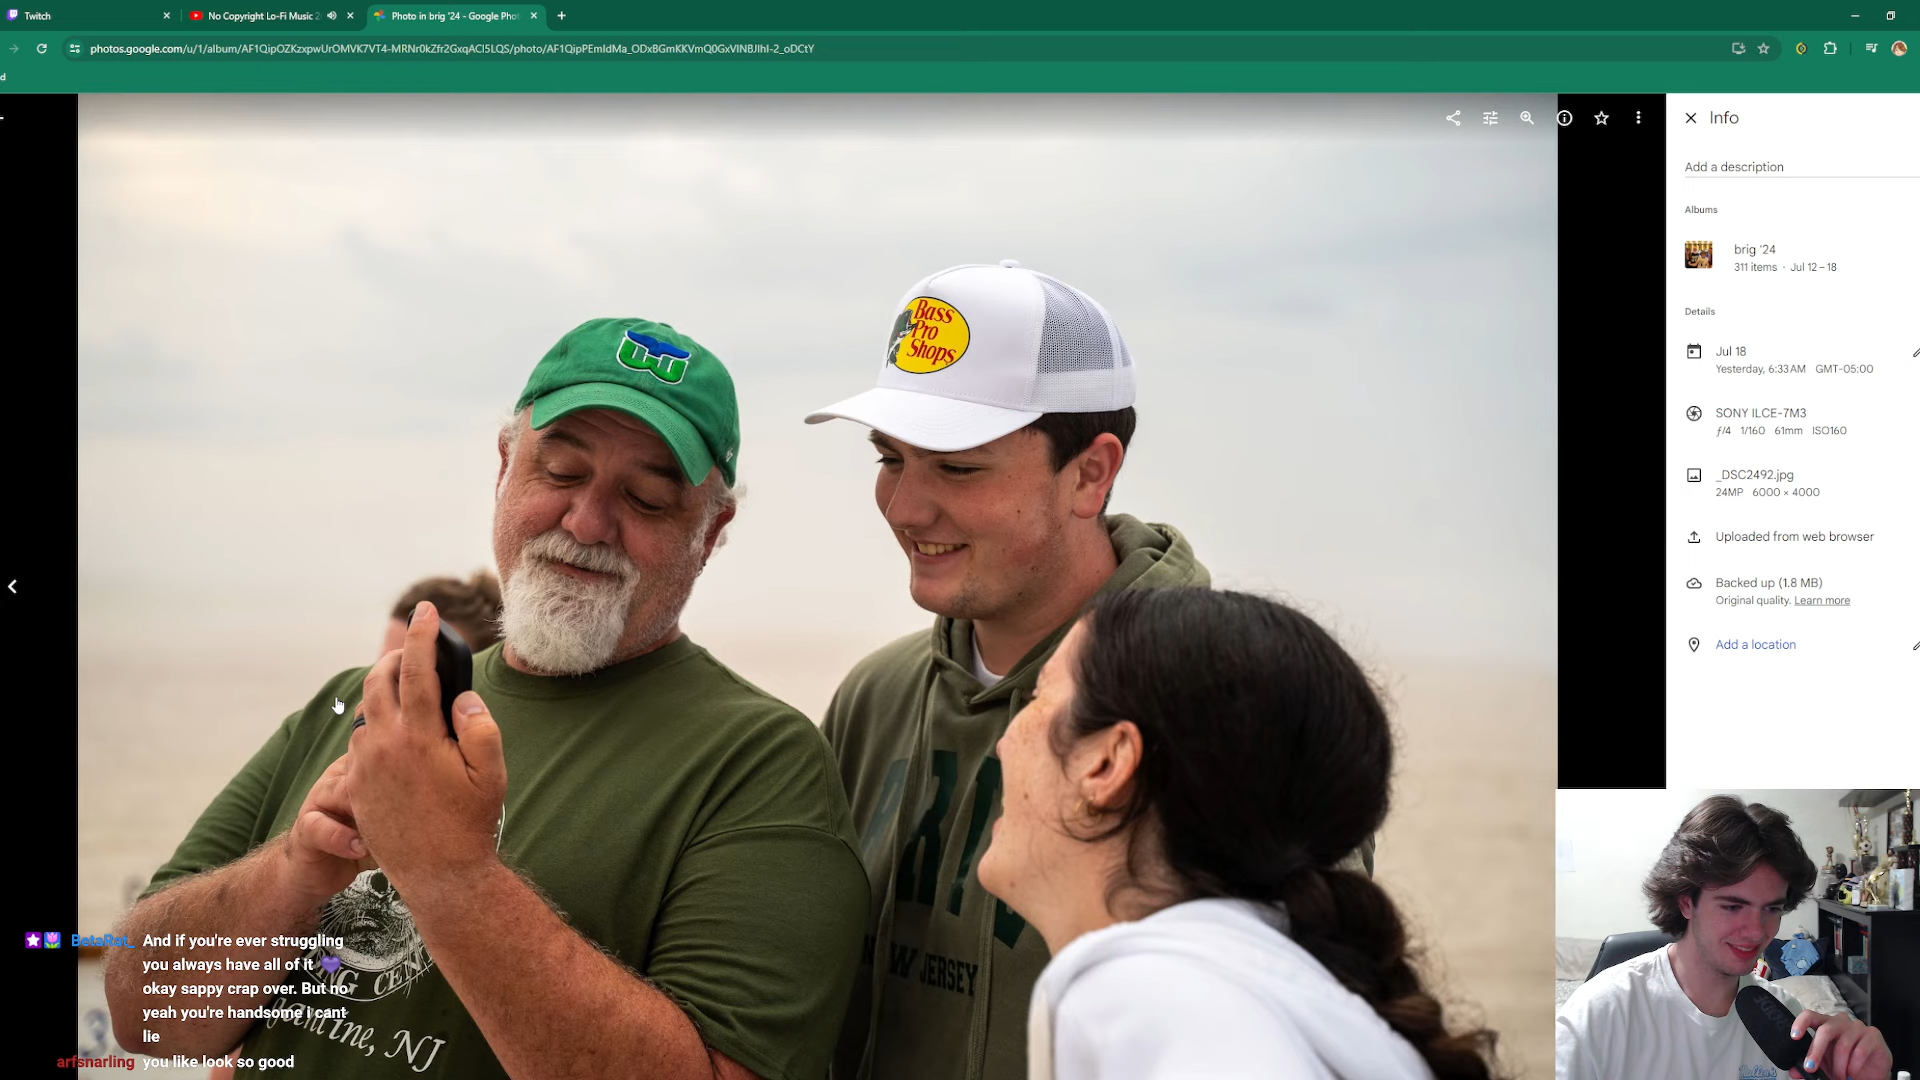 Twitch
No Copyright Lo-Fi Music 2
Photo in brig '24 - Google Phot
photos.google.com/u/1/album/AF1QipOZKzxpwUrOMVK7VT4-MRNr0kZfr2GxqACI5LQS/photo/AF1QipPEmIdMa_ODxBGmKKVmQ0GxVINBJIhI-2_oDCtY
d
Info
Add a description
Albums
brig '24
311 items · Jul 12 – 18
Details
Jul 18
Yesterday, 6:33 AM GMT-05:00
SONY ILCE-7M3
ƒ/4 1/160 61mm ISO160
_DSC2492.jpg
24MP 6000 × 4000
Uploaded from web browser
Backed up (1.8 MB)
Original quality. Learn more
Add a location
Bass
Pro
Shops
NEW JERSEY
NJ
BetaRat_ And if you're ever struggling
you always have all of it 💜
okay sappy crap over. But no
yeah you're handsome i cant
lie
arfsnarling you like look so good